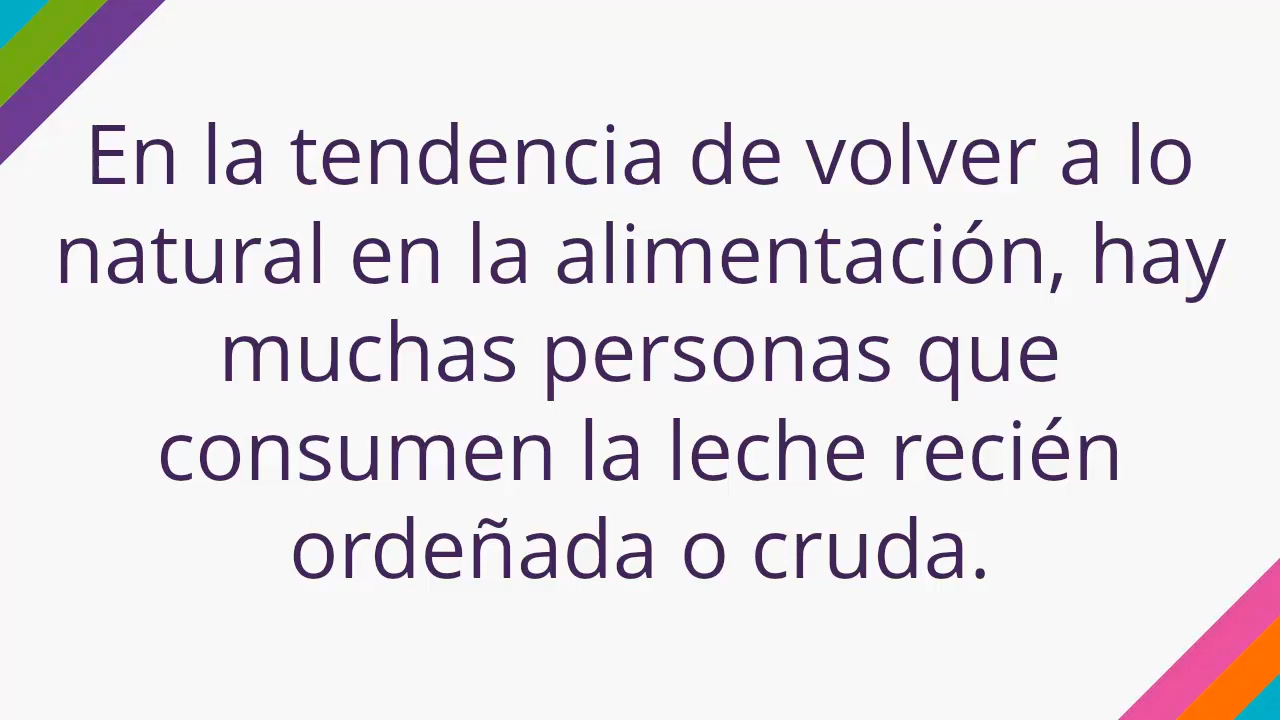 En la tendencia de volver a lo
natural en la alimentación, hay
muchas personas que
consumen la leche recién
ordeñada o cruda.